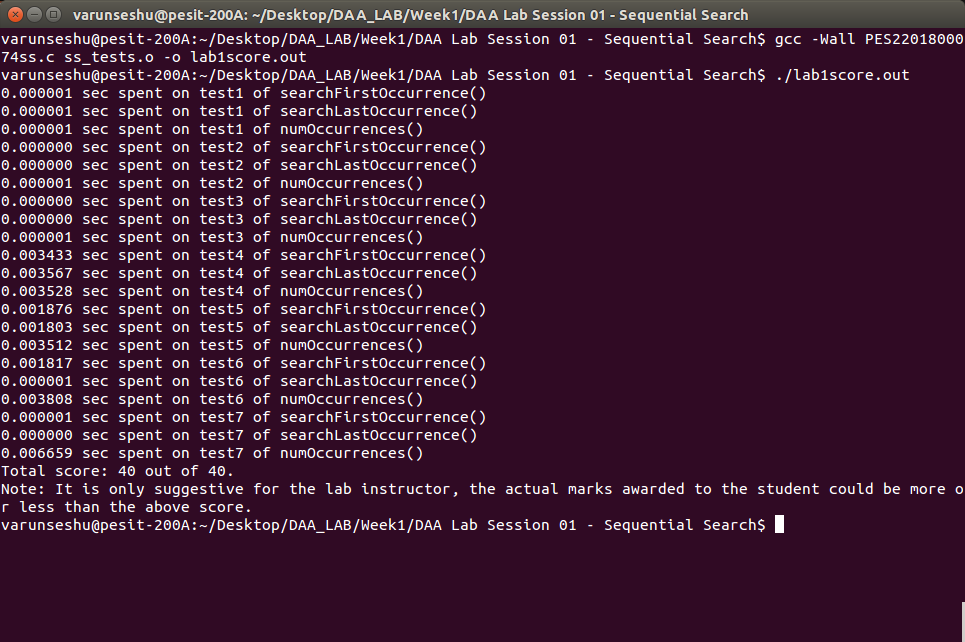 varunseshu@pesit-200A: ~/Desktop/DAA_LAB/Week1/DAA Lab Session 01 - Sequential Search
varunseshu@pesit-200A:~/Desktop/DAA_LAB/Week1/DAA Lab Session 01 - Sequential Search$ gcc -Wall PES22018000
74ss.c ss_tests.o -o lab1score.out
varunseshu@pesit-200A:~/Desktop/DAA_LAB/Week1/DAA Lab Session 01 - Sequential Search$ ./lab1score.out
0.000001 sec spent on test1 of searchFirstOccurrence()
0.000001 sec spent on test1 of searchLastOccurrence()
0.000001 sec spent on test1 of numOccurrences()
0.000000 sec spent on test2 of searchFirstOccurrence()
0.000000 sec spent on test2 of searchLastOccurrence()
0.000001 sec spent on test2 of numOccurrences()
0.000000 sec spent on test3 of searchFirstOccurrence()
0.000000 sec spent on test3 of searchLastOccurrence()
0.000001 sec spent on test3 of numOccurrences()
0.003433 sec spent on test4 of searchFirstOccurrence()
0.003567 sec spent on test4 of searchLastOccurrence()
0.003528 sec spent on test4 of numOccurrences()
0.001876 sec spent on test5 of searchFirstOccurrence()
0.001803 sec spent on test5 of searchLastOccurrence()
0.003512 sec spent on test5 of numOccurrences()
0.001817 sec spent on test6 of searchFirstOccurrence()
0.000001 sec spent on test6 of searchLastOccurrence()
0.003808 sec spent on test6 of numOccurrences()
0.000001 sec spent on test7 of searchFirstOccurrence()
0.000000 sec spent on test7 of searchLastOccurrence()
0.006659 sec spent on test7 of numOccurrences()
Total score: 40 out of 40.
Note: It is only suggestive for the lab instructor, the actual marks awarded to the student could be more o
r less than the above score.
varunseshu@pesit-200A:~/Desktop/DAA_LAB/Week1/DAA Lab Session 01 - Sequential Search$